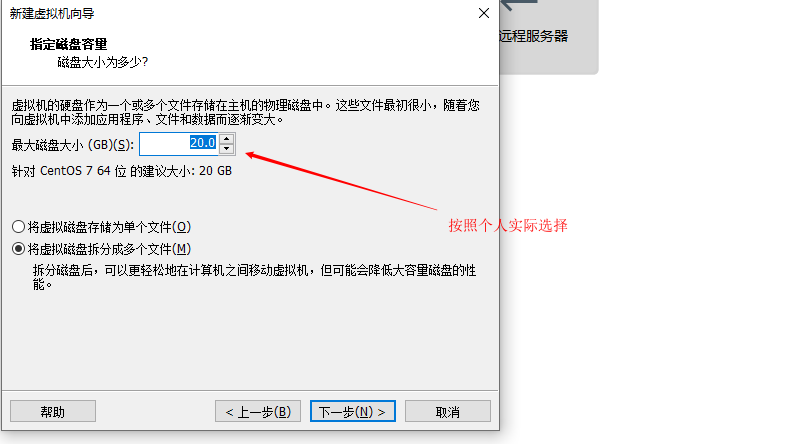 新建虚拟机向导
指定磁盘容量
磁盘大小为多少?
远程服务器
虚拟机的硬盘作为一个或多个文件存储在主机的物理磁盘中。这些文件最初很小，随着您
向虚拟机中添加应用程序、文件和数据而逐渐变大。
最大磁盘大小 (GB)(S): 20.0
针对 CentOS 7 64 位 的建议大小: 20 GB
按照个人实际选择
将虚拟磁盘存储为单个文件(O)
将虚拟磁盘拆分成多个文件(M)
拆分磁盘后，可以更轻松地在计算机之间移动虚拟机，但可能会降低大容量磁盘的性
能。
帮助 < 上一步(B) 下一步(N) > 取消